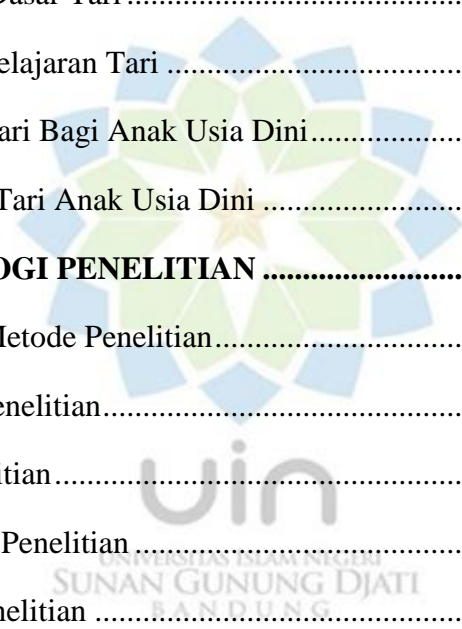 Dasar Tari ..............................
elajaran Tari ..............................
ari Bagi Anak Usia Dini..............................
Tari Anak Usia Dini ..............................
OGI PENELITIAN ..............................
Metode Penelitian..............................
enelitian..............................
itian..............................
Penelitian ..............................
nelitian ..............................
uin
UNIVERSITAS ISLAM NEGERI
SUNAN GUNUNG DJATI
BANDUNG